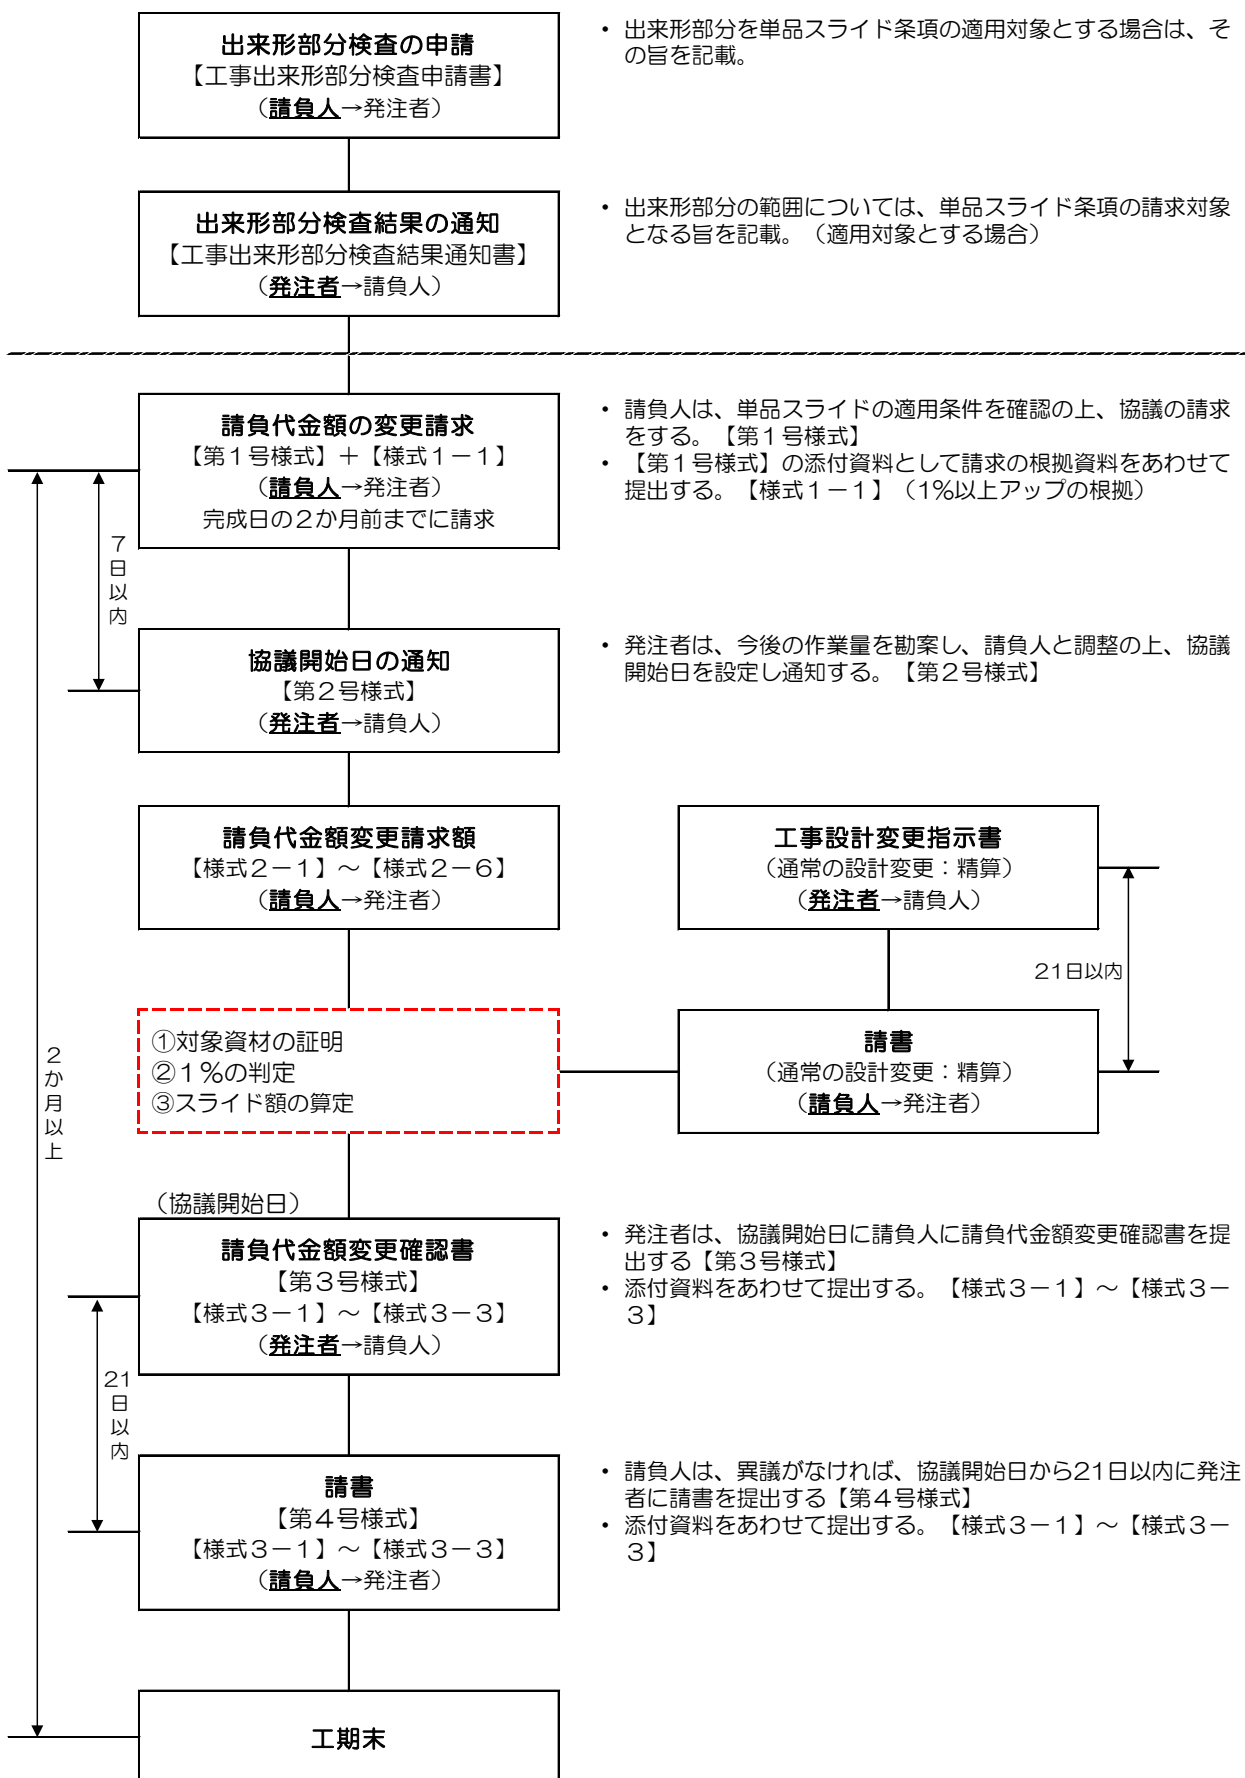 出来形部分検査の申請
【工事出来形部分検査申請書】
（請負人→発注者）
・ 出来形部分を単品スライド条項の適用対象とする場合は、そ
の旨を記載。
出来形部分検査結果の通知
【工事出来形部分検査結果通知書】
（発注者→請負人）
・ 出来形部分の範囲については、単品スライド条項の請求対象
となる旨を記載。（適用対象とする場合）
請負代金額の変更請求
【第１号様式】＋【様式１－１】
（請負人→発注者）
完成日の２か月前までに請求
・ 請負人は、単品スライドの適用条件を確認の上、協議の請求
をする。【第１号様式】
・ 【第１号様式】の添付資料として請求の根拠資料をあわせて
提出する。【様式１－１】（1%以上アップの根拠）
７日以内
協議開始日の通知
【第２号様式】
（発注者→請負人）
・ 発注者は、今後の作業量を勘案し、請負人と調整の上、協議
開始日を設定し通知する。【第２号様式】
請負代金額変更請求額
【様式２－１】～【様式２－６】
（請負人→発注者）
工事設計変更指示書
（通常の設計変更：精算）
（発注者→請負人）
21日以内
①対象資材の証明
②１％の判定
③スライド額の算定
請書
（通常の設計変更：精算）
（請負人→発注者）
２か月以上
（協議開始日）
請負代金額変更確認書
【第３号様式】
【様式３－１】～【様式３－３】
（発注者→請負人）
・ 発注者は、協議開始日に請負人に請負代金額変更確認書を提
出する【第３号様式】
・ 添付資料をあわせて提出する。【様式３－１】～【様式３－
３】
21日以内
請書
【第４号様式】
【様式３－１】～【様式３－３】
（請負人→発注者）
・ 請負人は、異議がなければ、協議開始日から21日以内に発注
者に請書を提出する【第４号様式】
・ 添付資料をあわせて提出する。【様式３－１】～【様式３－
３】
工期末